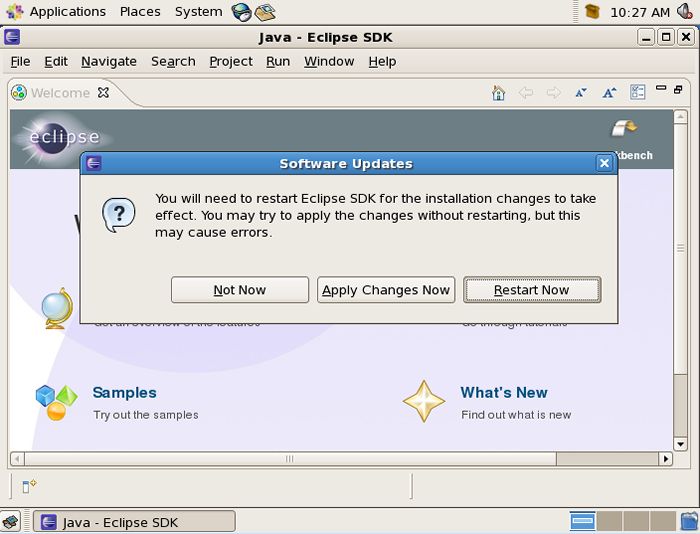 Applications Places System
10:27 AM
Java - Eclipse SDK
File Edit Navigate Search Project Run Window Help
Welcome
eclipse
Software Updates
You will need to restart Eclipse SDK for the installation changes to take
effect. You may try to apply the changes without restarting, but this
may cause errors.
?
Not Now Apply Changes Now Restart Now
Samples
Try out the samples
What's New
Find out what is new
Java - Eclipse SDK